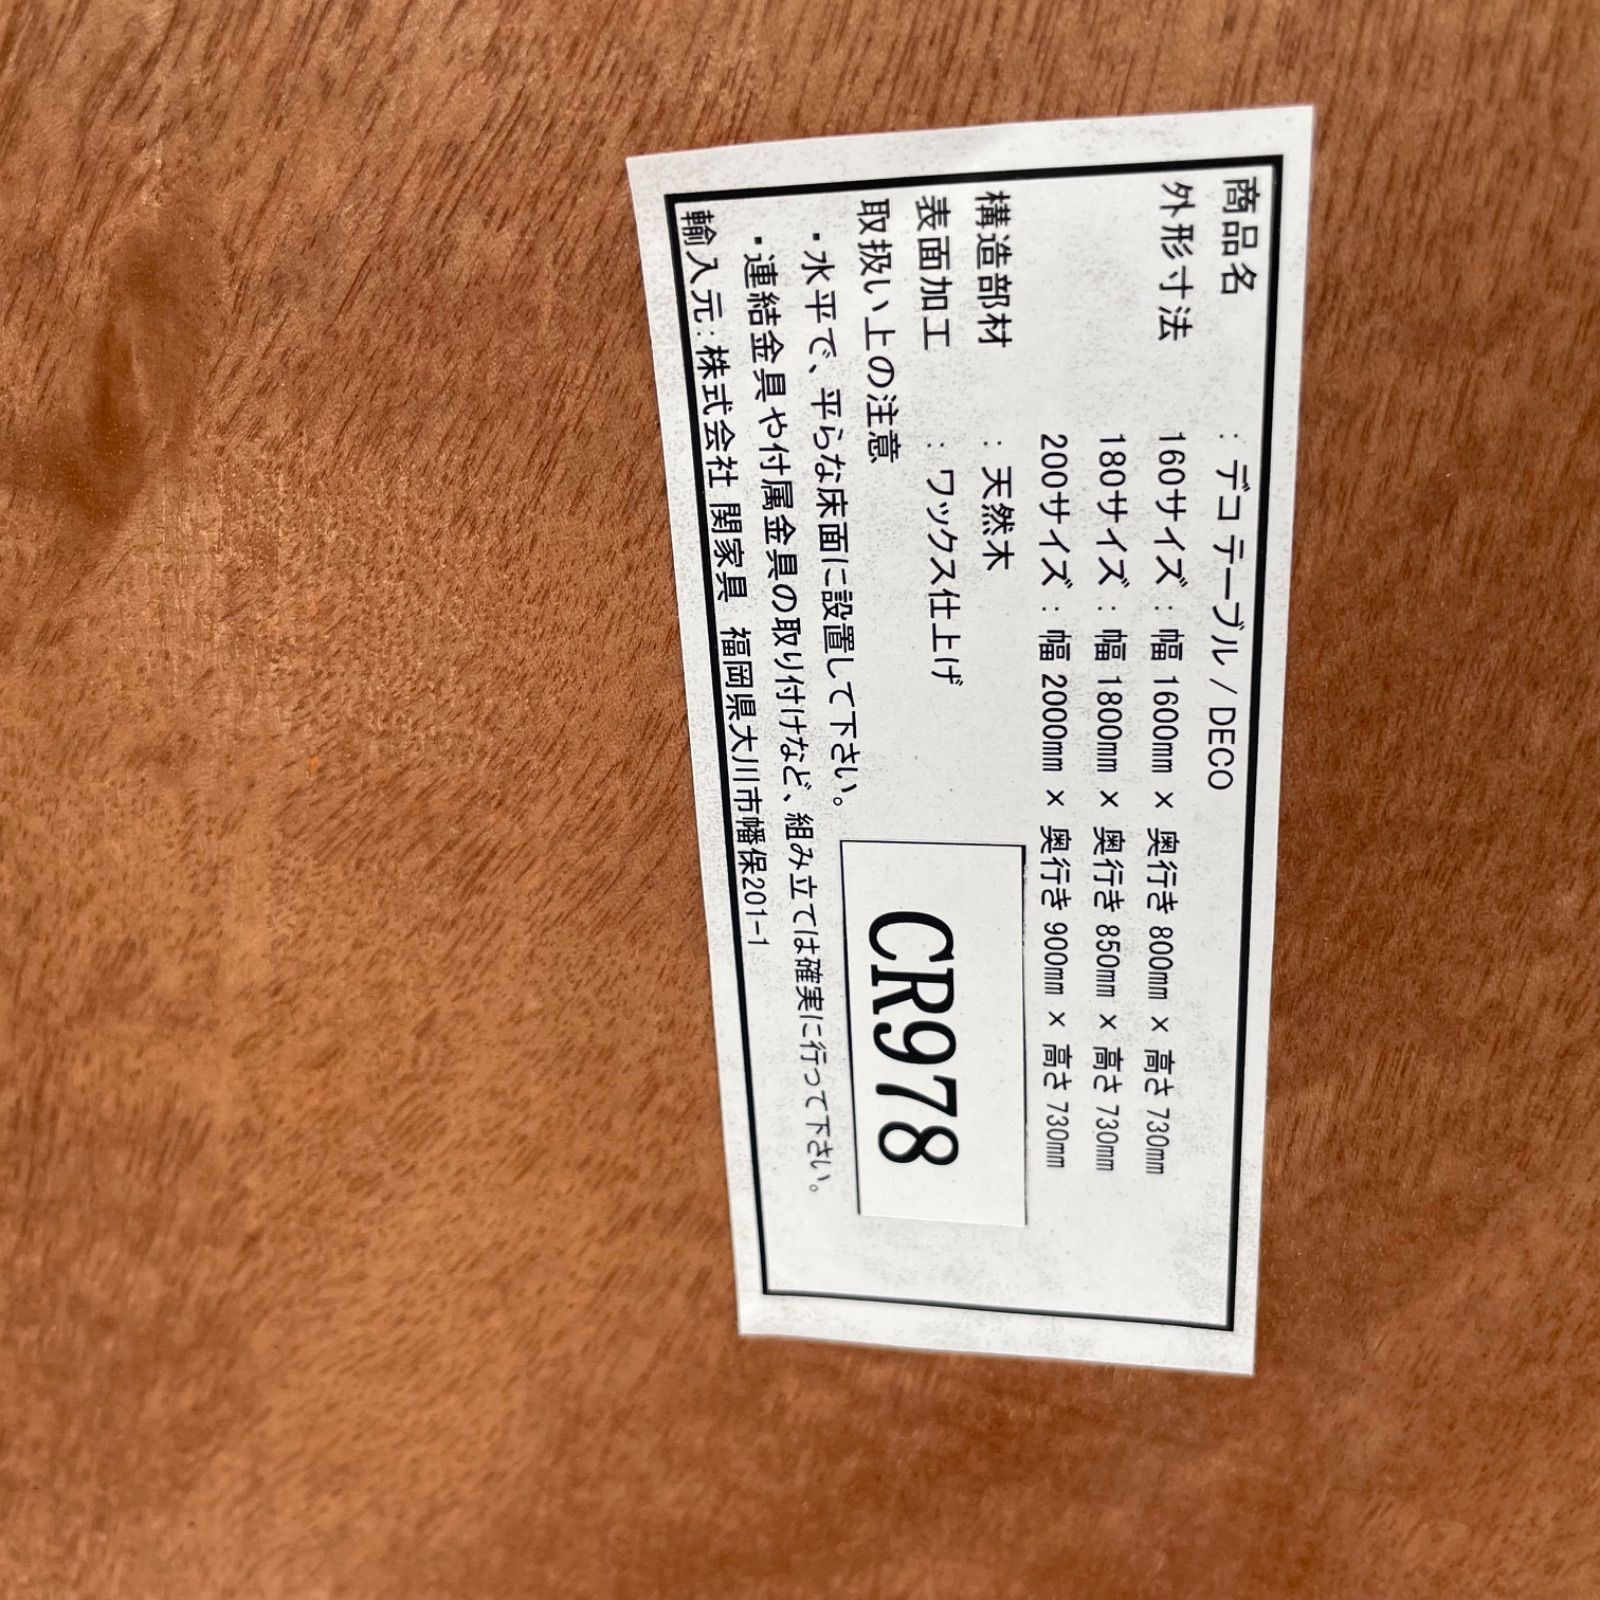 商品名 : デコ テーブル / DECO
外形寸法 160サイズ : 幅 1600mm × 奥行き 800mm × 高さ 730mm
180サイズ : 幅 1800mm × 奥行き 850mm × 高さ 730mm
200サイズ : 幅 2000mm × 奥行き 900mm × 高さ 730mm
構造部材 : 天然木
表面加工 : ワックス仕上げ
取扱い上の注意
・水平で、平らな床面に設置して下さい。
・連結金具や付属金具の取り付けなど、組み立ては確実に行って下さい。
輸入元 : 株式会社 関家具 福岡県大川市幡保201-1
CR978